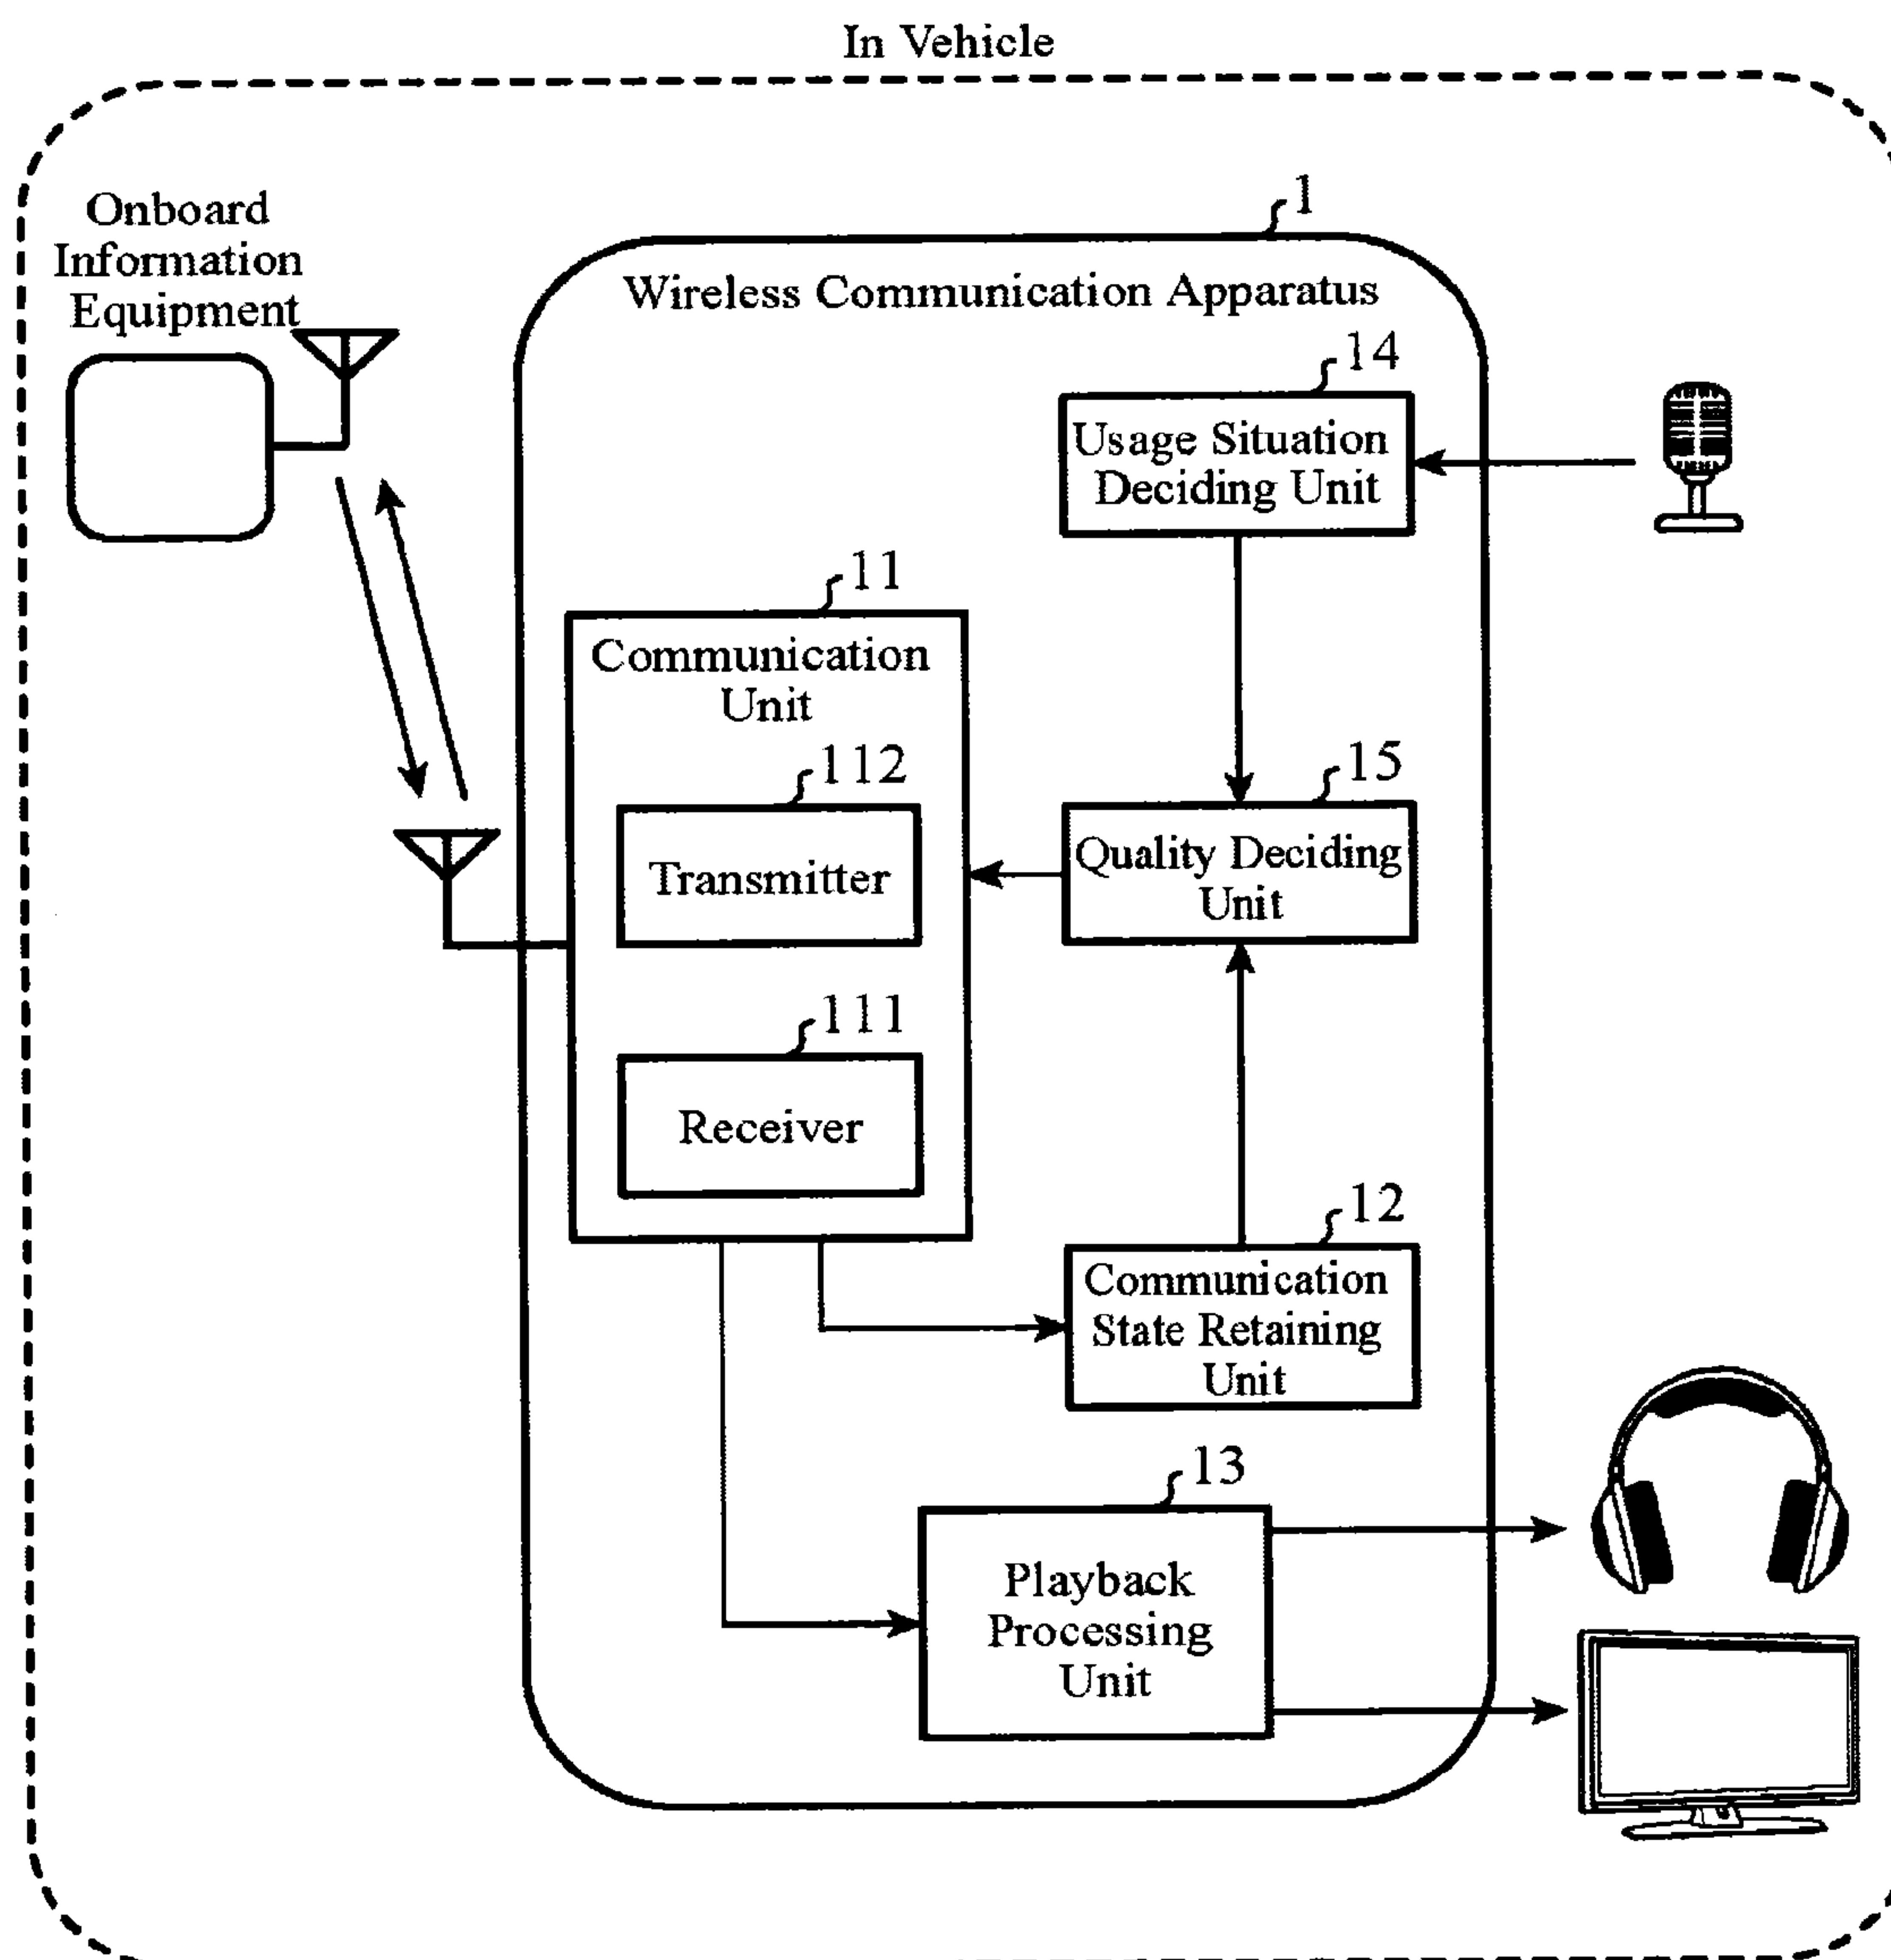 In Vehicle
Onboard
Information
Equipment
1
Wireless Communication Apparatus
14
Usage Situation
Deciding Unit
11
Communication
Unit
112
Transmitter
15
Quality Deciding
Unit
111
Receiver
12
Communication
State Retaining
Unit
13
Playback
Processing
Unit